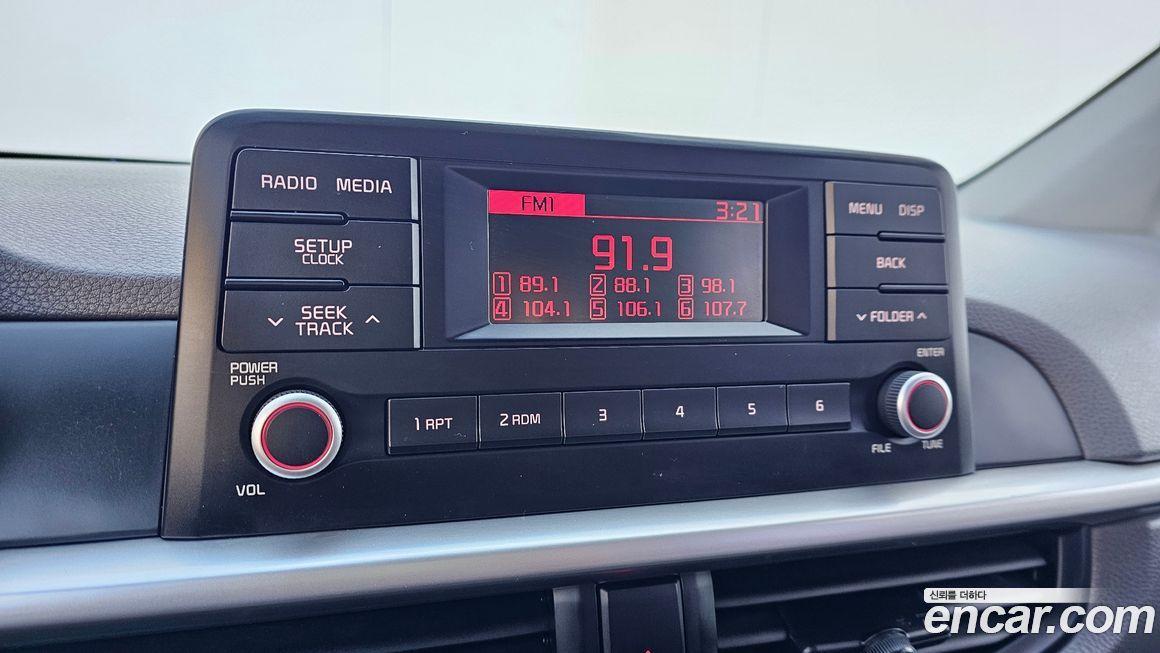 RADIO MEDIA
SETUP
CLOCK
SEEK
TRACK
POWER
PUSH
VOL
FM1 3:21
91.9
1 89.1 2 88.1 3 98.1
4 104.1 5 106.1 6 107.7
1 RPT 2 RDM 3 4 5 6
MENU DISP
BACK
FOLDER
ENTER
FILE TUNE
신뢰를 더하다
encar.com